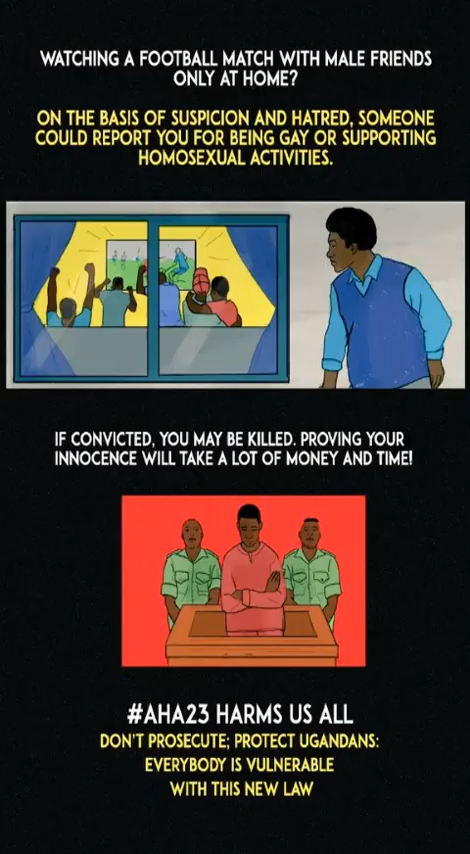 WATCHING A FOOTBALL MATCH WITH MALE FRIENDS
ONLY AT HOME?
ON THE BASIS OF SUSPICION AND HATRED, SOMEONE
COULD REPORT YOU FOR BEING GAY OR SUPPORTING
HOMOSEXUAL ACTIVITIES.
IF CONVICTED, YOU MAY BE KILLED. PROVING YOUR
INNOCENCE WILL TAKE A LOT OF MONEY AND TIME!
#AHA23 HARMS US ALL
DON'T PROSECUTE; PROTECT UGANDANS:
EVERYBODY IS VULNERABLE
WITH THIS NEW LAW